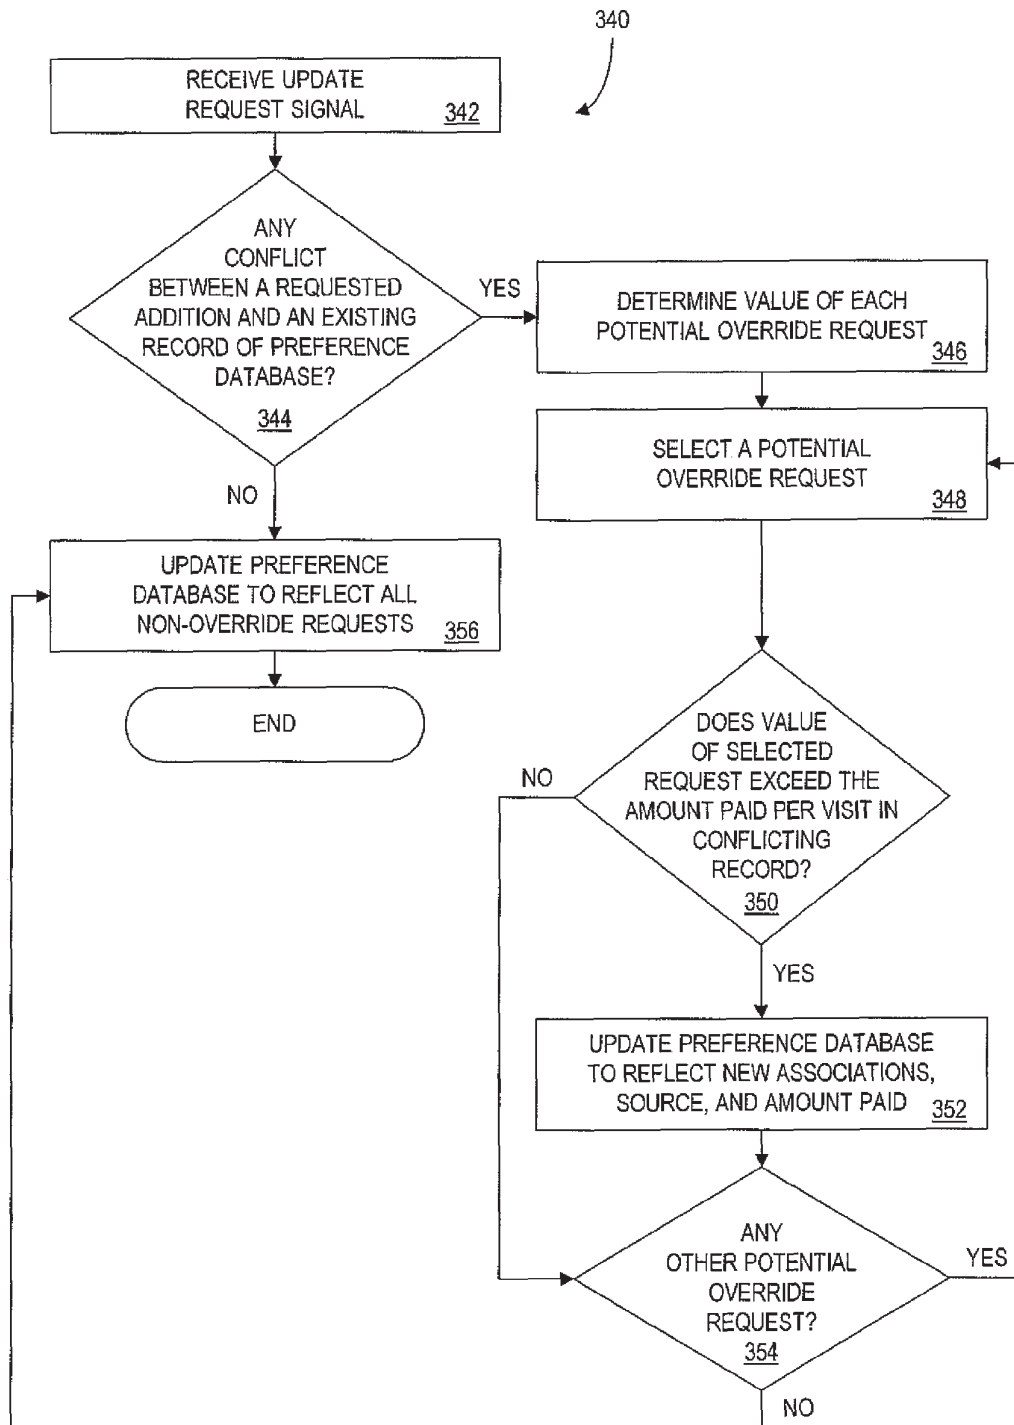 340
RECEIVE UPDATE
REQUEST SIGNAL
342
ANY
CONFLICT
BETWEEN A REQUESTED
ADDITION AND AN EXISTING
RECORD OF PREFERENCE
DATABASE?
344
YES
NO
DETERMINE VALUE OF EACH
POTENTIAL OVERRIDE REQUEST
346
SELECT A POTENTIAL
OVERRIDE REQUEST
348
UPDATE PREFERENCE
DATABASE TO REFLECT ALL
NON-OVERRIDE REQUESTS
356
END
DOES VALUE
OF SELECTED
REQUEST EXCEED THE
AMOUNT PAID PER VISIT IN
CONFLICTING
RECORD?
350
NO
YES
UPDATE PREFERENCE DATABASE
TO REFLECT NEW ASSOCIATIONS,
SOURCE, AND AMOUNT PAID
352
ANY
OTHER POTENTIAL
OVERRIDE
REQUEST?
354
YES
NO